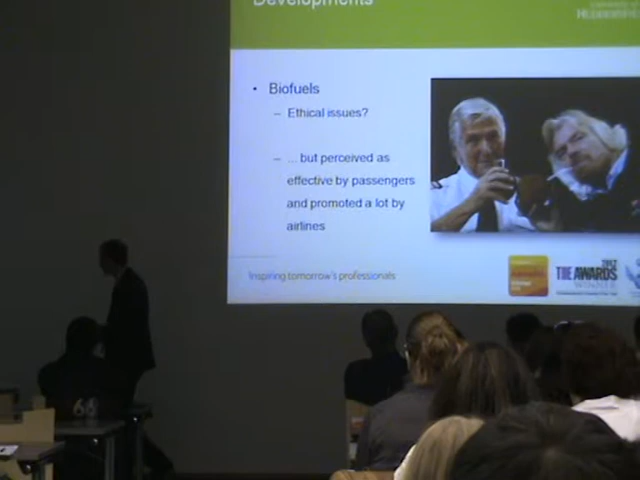 Developments
• Biofuels
– Ethical issues?
– ... but perceived as
effective by passengers
and promoted a lot by
airlines
Inspiring tomorrow's professionals
THE AWARDS
WINNER
66